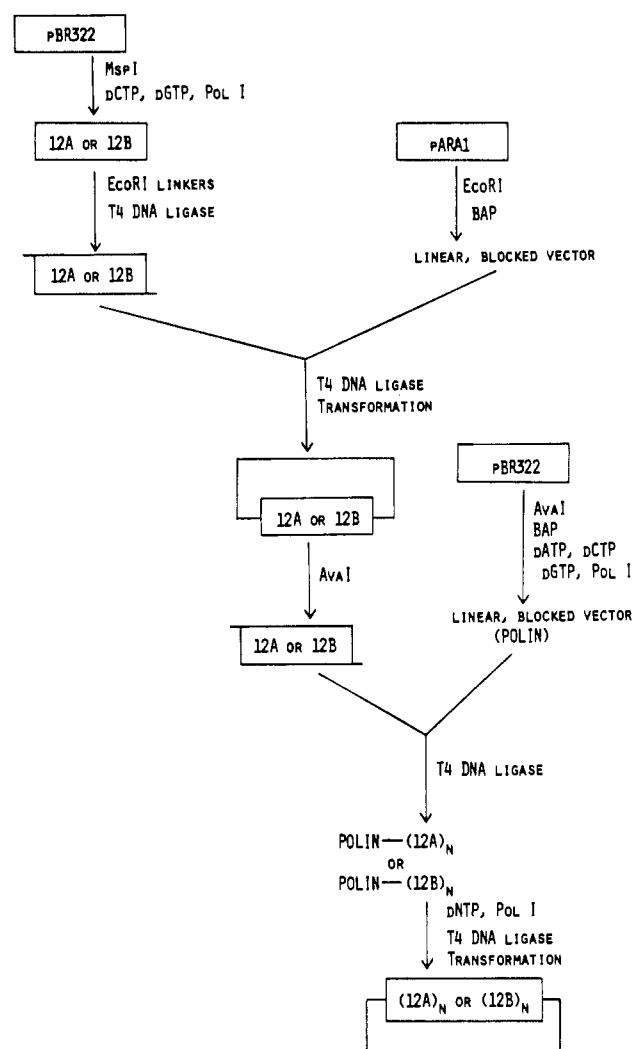 pBR322
MspI
dCTP, dGTP, Pol I
12A or 12B
EcoRI linkers
T4 DNA ligase
12A or 12B
pARA1
EcoRI
BAP
linear, blocked vector
T4 DNA ligase
Transformation
12A or 12B
AvaI
12A or 12B
pBR322
AvaI
BAP
dATP, dCTP
dGTP, Pol I
linear, blocked vector
(POLIN)
T4 DNA ligase
POLIN—(12A)N
or
POLIN—(12B)N
dNTP, Pol I
T4 DNA ligase
Transformation
(12A)N or (12B)N